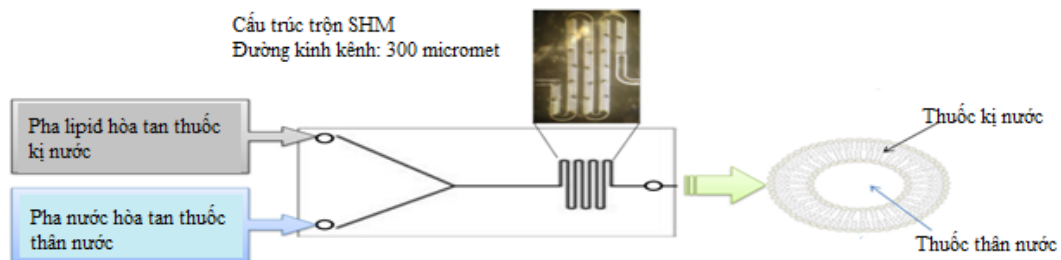 Cấu trúc trộn SHM
Đường kinh kênh: 300 micromet
Pha lipid hòa tan thuốc
kị nước
Pha nước hòa tan thuốc
thân nước
Thuốc kị nước
Thuốc thân nước